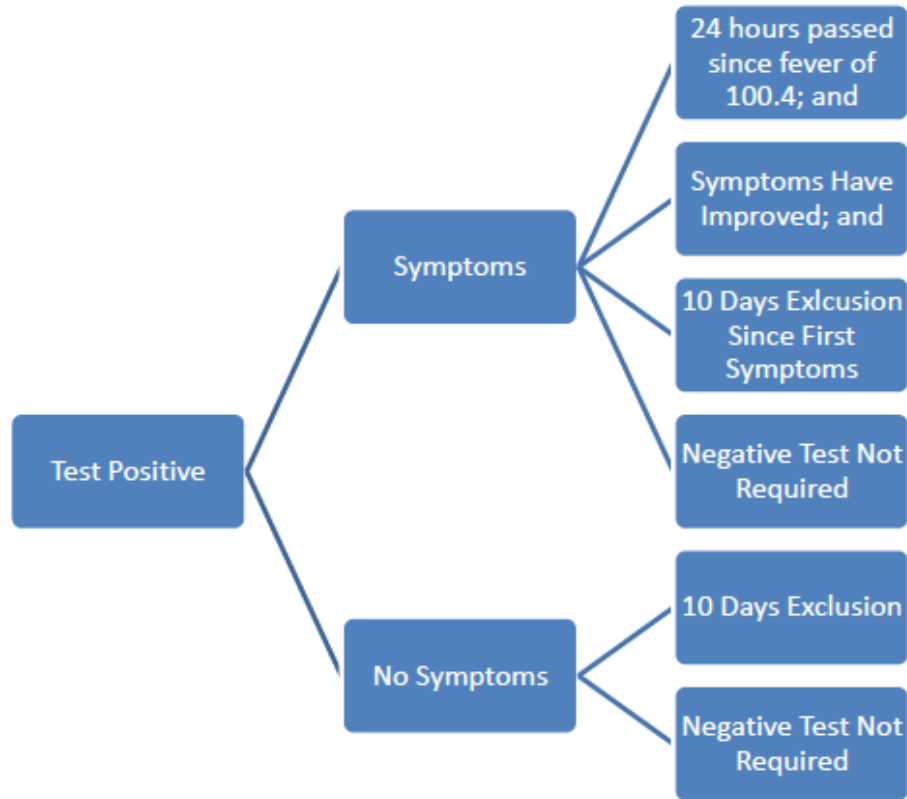 Test Positive
Symptoms
24 hours passed
since fever of
100.4; and
Symptoms Have
Improved; and
10 Days Exlcusion
Since First
Symptoms
Negative Test Not
Required
No Symptoms
10 Days Exclusion
Negative Test Not
Required